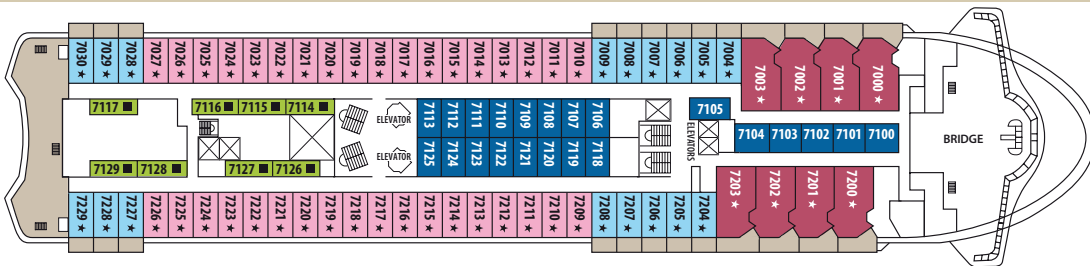 7030 ★ 7029 ★ 7028 ★ 7027 ★ 7026 ★ 7025 ★ 7024 ★ 7023 ★ 7022 ★ 7021 ★ 7020 ★ 7019 ★ 7018 ★ 7017 ★ 7016 ★ 7015 ★ 7014 ★ 7013 ★ 7012 ★ 7011 ★ 7010 ★ 7009 ★ 7008 ★ 7007 ★ 7006 ★ 7005 ★ 7004 ★ 7003 ★ 7002 ★ 7001 ★ 7000 ★
7117 ■ 7116 ■ 7115 ■ 7114 ■ ELEVATOR 7113 7112 7111 7110 7109 7108 7107 7106 7105
ELEVATORS 7104 7103 7102 7101 7100 BRIDGE
7129 ■ 7128 ■ 7127 ■ 7126 ■ ELEVATOR 7125 7124 7123 7122 7121 7120 7119 7118
7229 ★ 7228 ★ 7227 ★ 7226 ★ 7225 ★ 7224 ★ 7223 ★ 7222 ★ 7221 ★ 7220 ★ 7219 ★ 7218 ★ 7217 ★ 7216 ★ 7215 ★ 7214 ★ 7213 ★ 7212 ★ 7211 ★ 7210 ★ 7209 ★ 7208 ★ 7207 ★ 7206 ★ 7205 ★ 7204 ★ 7203 ★ 7202 ★ 7201 ★ 7200 ★